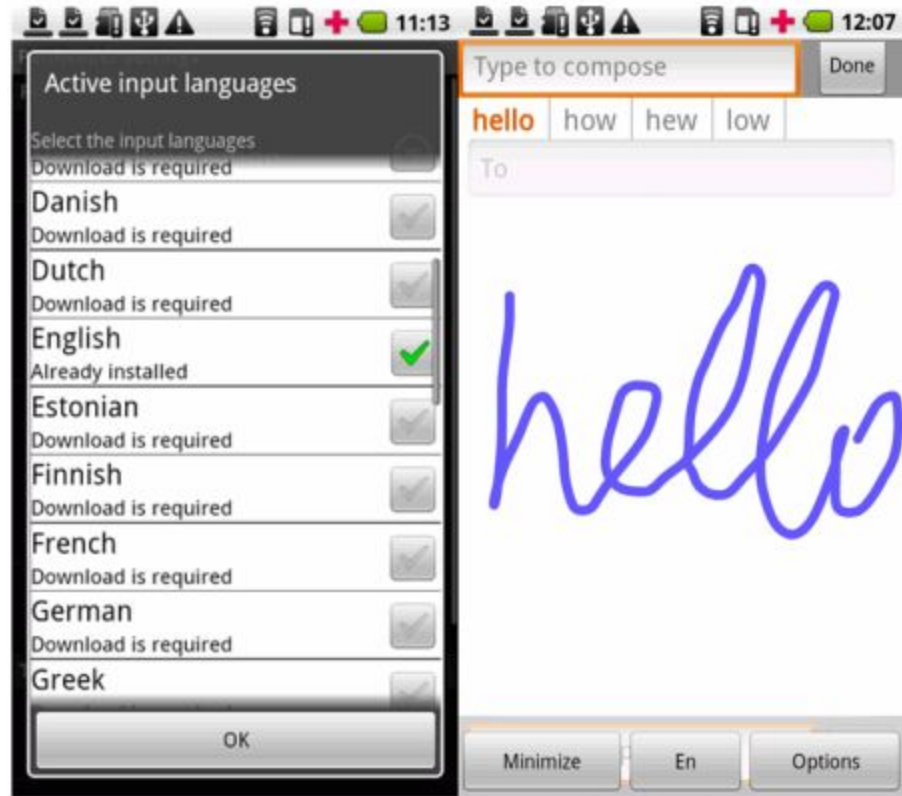 11:13
Active input languages
Select the input languages
Download is required
Danish
Download is required
Dutch
Download is required
English
Already installed
Estonian
Download is required
Finnish
Download is required
French
Download is required
German
Download is required
Greek
OK
12:07
Type to compose
Done
hello how hew low
To
hello
Minimize En Options